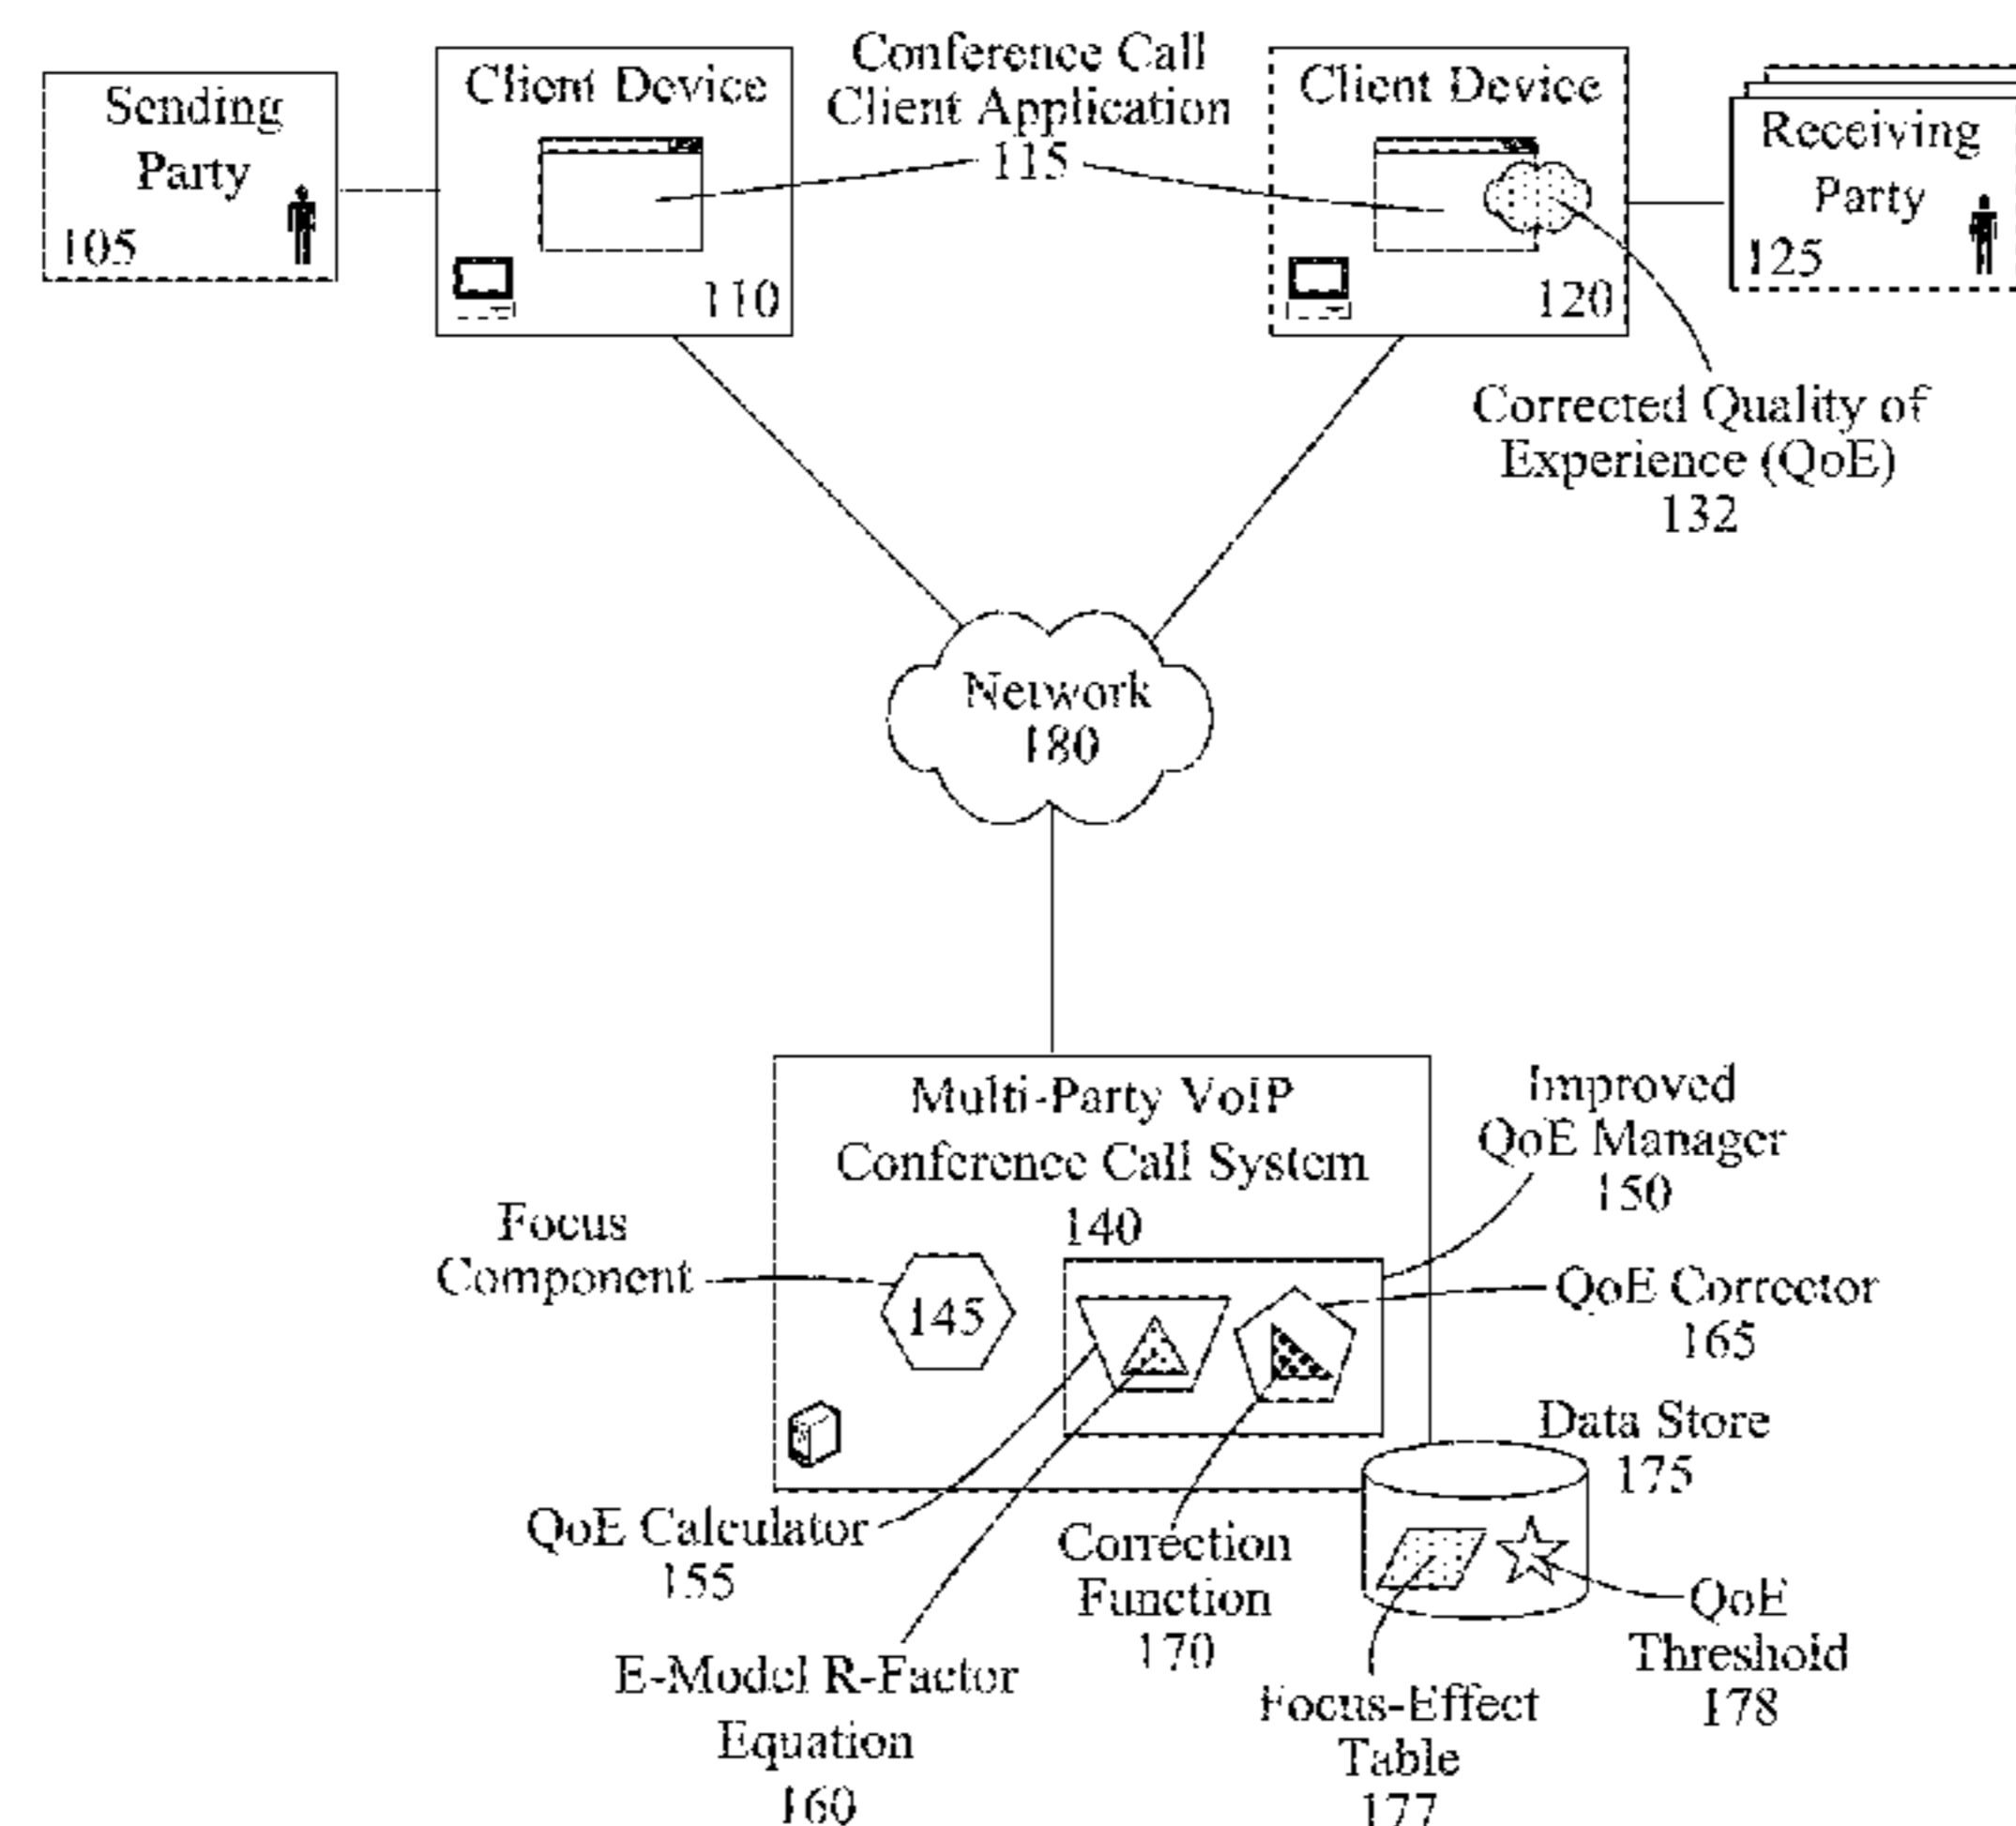 Sending
Party
105
Client Device
110
Conference Call
Client Application
115
Client Device
120
Receiving
Party
125
Corrected Quality of
Experience (QoE)
132
Network
180
Multi-Party VoIP
Conference Call System
140
Improved
QoE Manager
150
Focus
Component
145
QoE Corrector
165
Data Store
175
QoE Calculator
155
Correction
Function
170
QoE
Threshold
178
E-Model R-Factor
Equation
160
Focus-Effect
Table
177